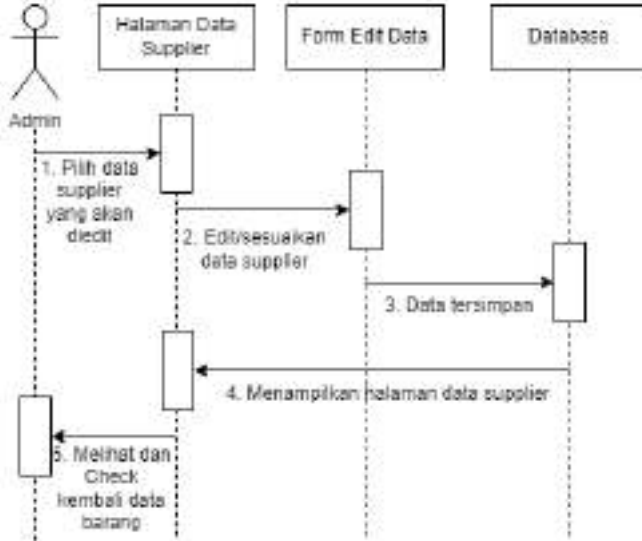 Halaman Data
Supplier
Form Edit Data
Database
Admin
1. Pilih data
supplier
yang akan
diedit
2. Edit/sesuaikan
data supplier
3. Data tersimpan
4. Menampilkan halaman data supplier
5. Melihat dan
Check
kembali data
barang